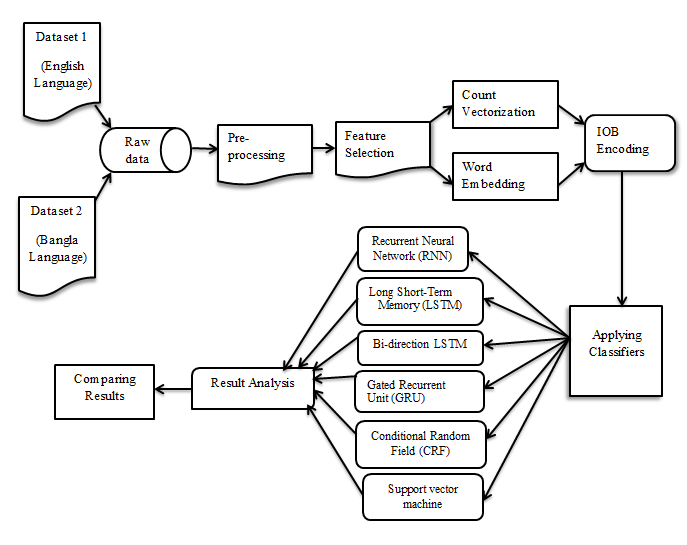 Dataset 1
(English
Language)
Raw
data
Dataset 2
(Bangla
Language)
Pre-
processing
Feature
Selection
Count
Vectorization
Word
Embedding
IOB
Encoding
Applying
Classifiers
Recurrent Neural
Network (RNN)
Long Short-Term
Memory (LSTM)
Bi-direction LSTM
Gated Recurrent
Unit (GRU)
Conditional Random
Field (CRF)
Support vector
machine
Result Analysis
Comparing
Results